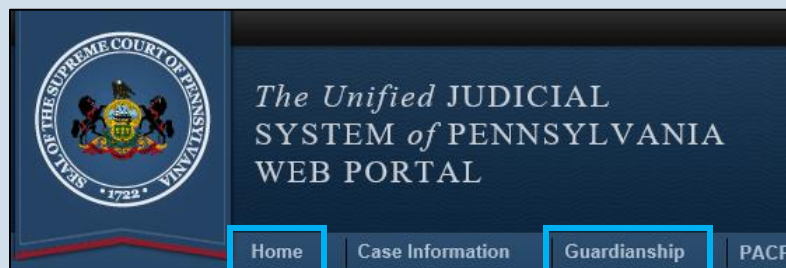 SEAL OF THE SUPREME COURT OF PENNSYLVANIA
• 1722 •
The Unified JUDICIAL
SYSTEM of PENNSYLVANIA
WEB PORTAL
Home Case Information Guardianship